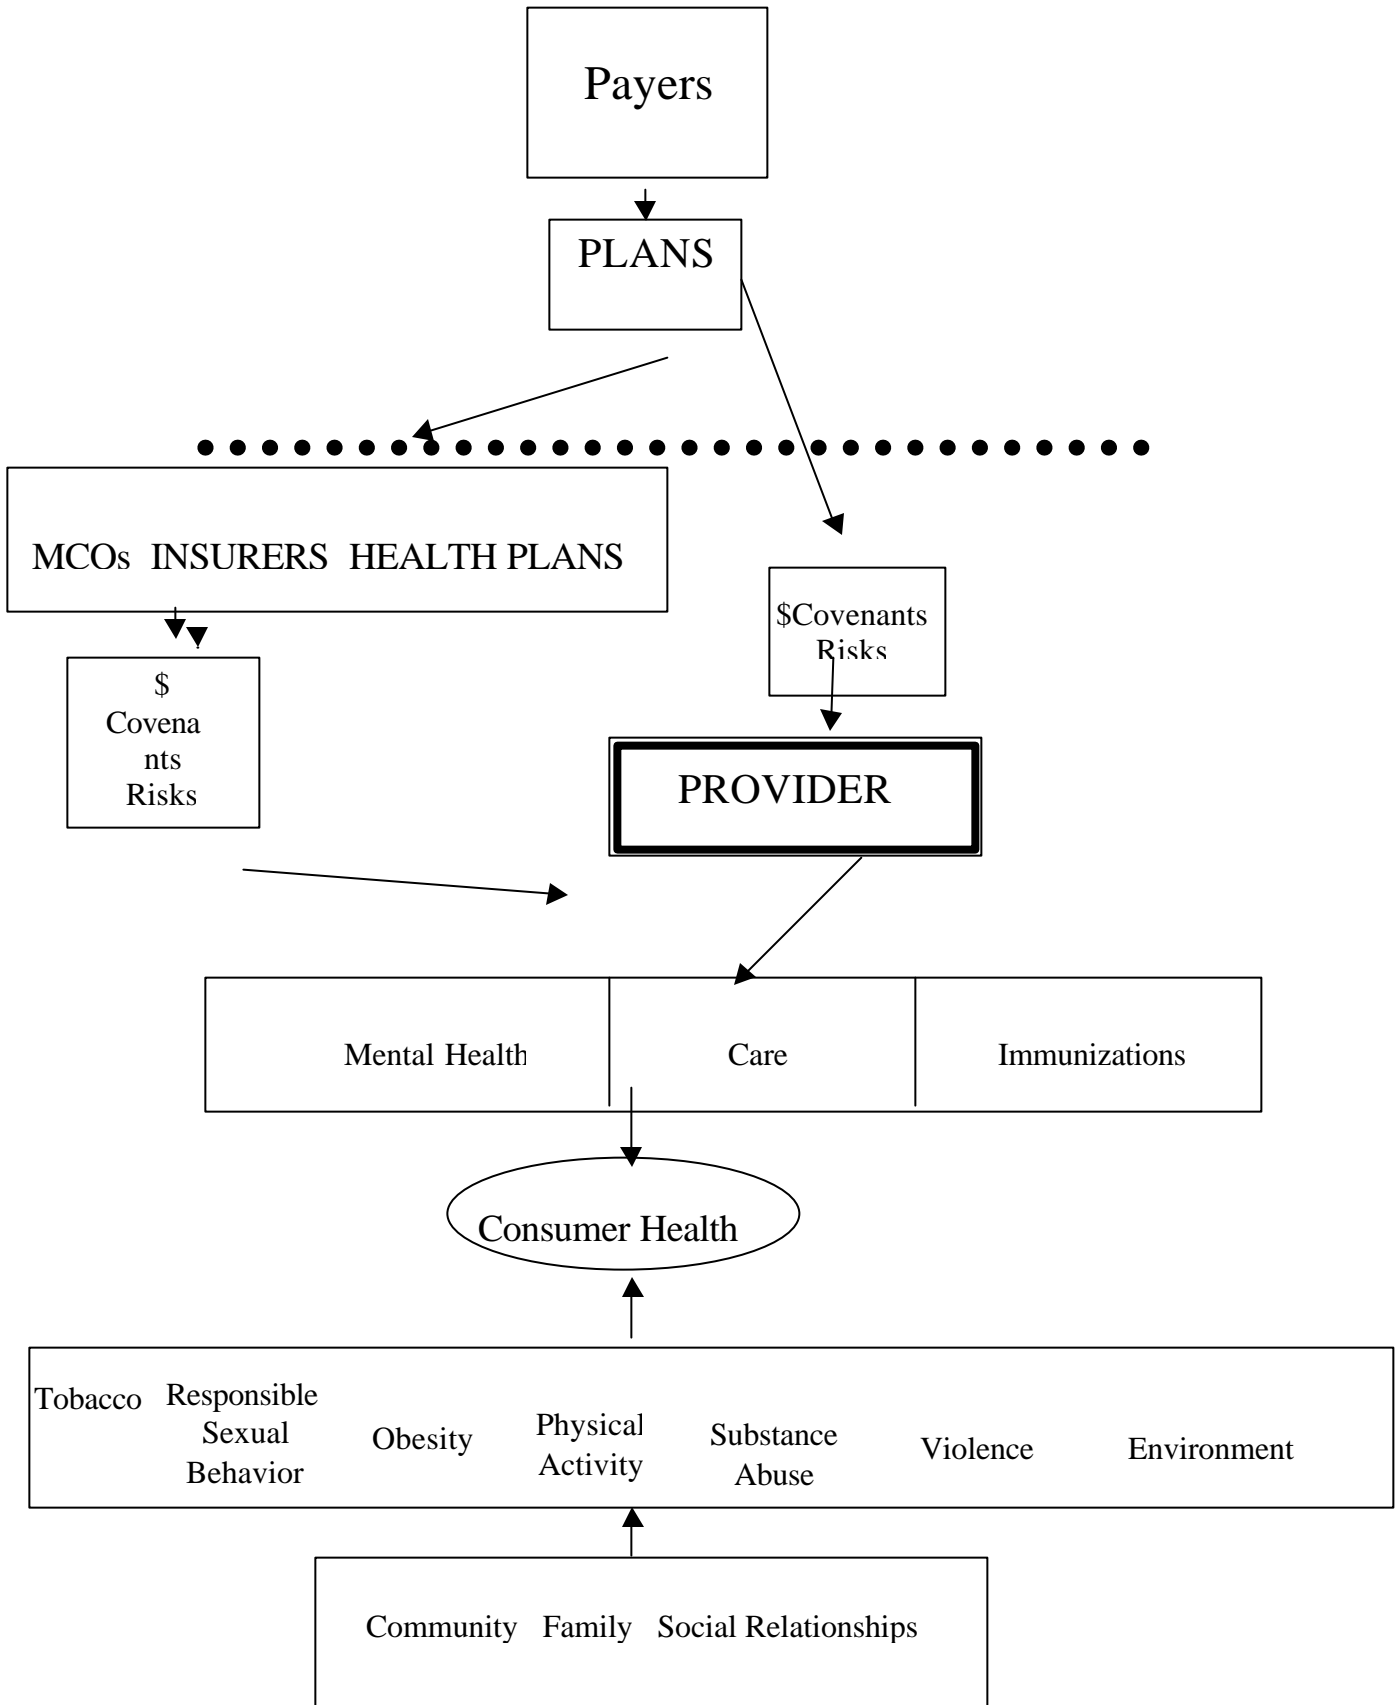 Payers
PLANS
MCOs INSURERS HEALTH PLANS
$Covenants
Risks
$
Covena
nts
Risks
PROVIDER
Mental Health
Care
Immunizations
Consumer Health
Tobacco
Responsible
Sexual
Behavior
Obesity
Physical
Activity
Substance
Abuse
Violence
Environment
Community Family Social Relationships